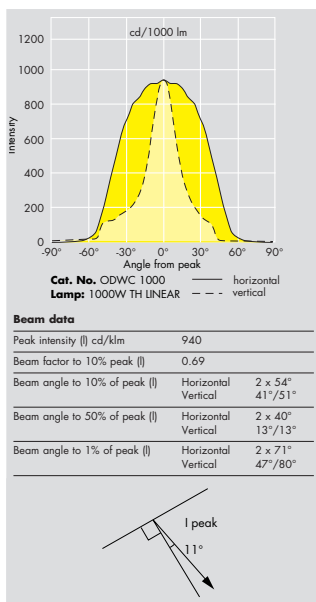 cd/1000 lm
1200
1000
800
600
400
200
0
Intensity
-90° -60° -30° 0° 30° 60° 90°
Angle from peak
Cat. No. ODWC 1000 horizontal
Lamp: 1000W TH LINEAR vertical
Beam data
Peak intensity (I) cd/klm 940
Beam factor to 10% peak (I) 0.69
Beam angle to 10% of peak (I) Horizontal 2 x 54°
Vertical 41°/51°
Beam angle to 50% of peak (I) Horizontal 2 x 40°
Vertical 13°/13°
Beam angle to 1% of peak (I) Horizontal 2 x 71°
Vertical 47°/80°
I peak
11°